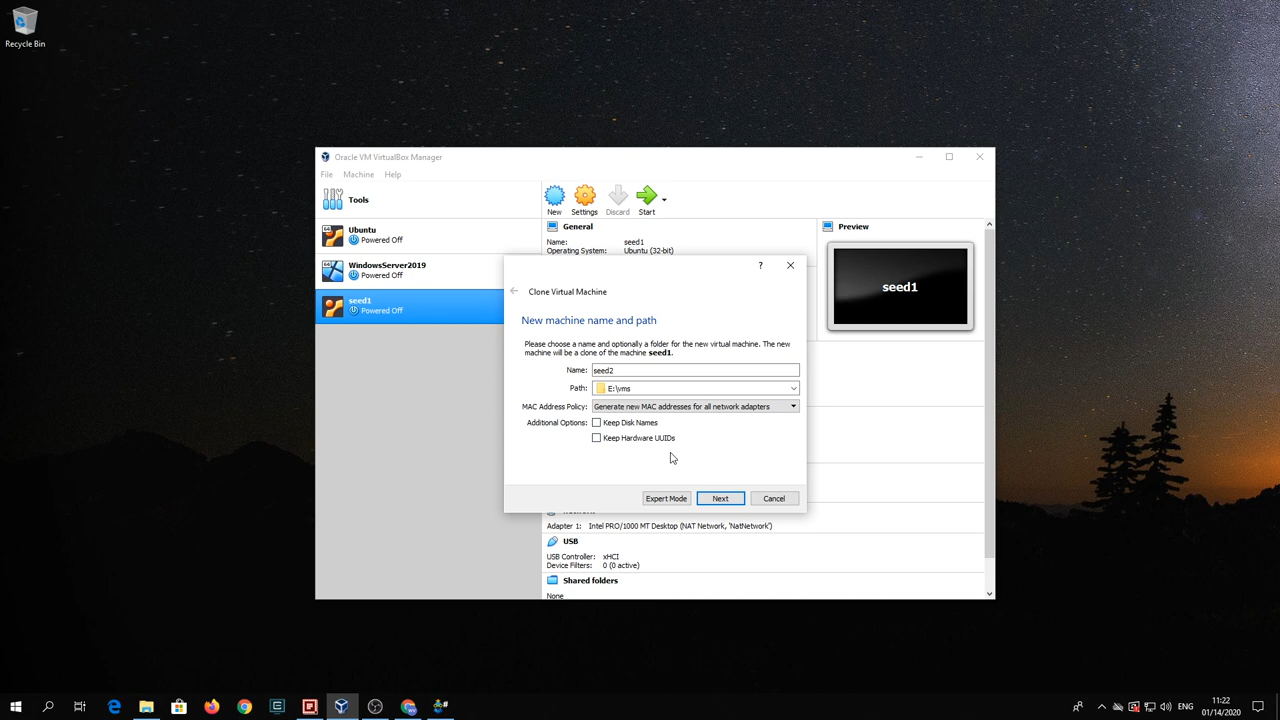 Recycle Bin
Oracle VM VirtualBox Manager
File Machine Help
Tools
New Settings Discard Start
Ubuntu
Powered Off
WindowsServer2019
Powered Off
seed1
Powered Off
General
Name: seed1
Operating System: Ubuntu (32-bit)
Preview
seed1
Clone Virtual Machine
New machine name and path
Please choose a name and optionally a folder for the new virtual machine. The new
machine will be a clone of the machine seed1.
Name: seed2
Path: E:\vms
MAC Address Policy: Generate new MAC addresses for all network adapters
Additional Options: Keep Disk Names
Keep Hardware UUIDs
Expert Mode Next Cancel
Adapter 1: Intel PRO/1000 MT Desktop (NAT Network, 'NatNetwork')
USB
USB Controller: xHCI
Device Filters: 0 (0 active)
Shared folders
None
ENG
11:22
01/14/2020